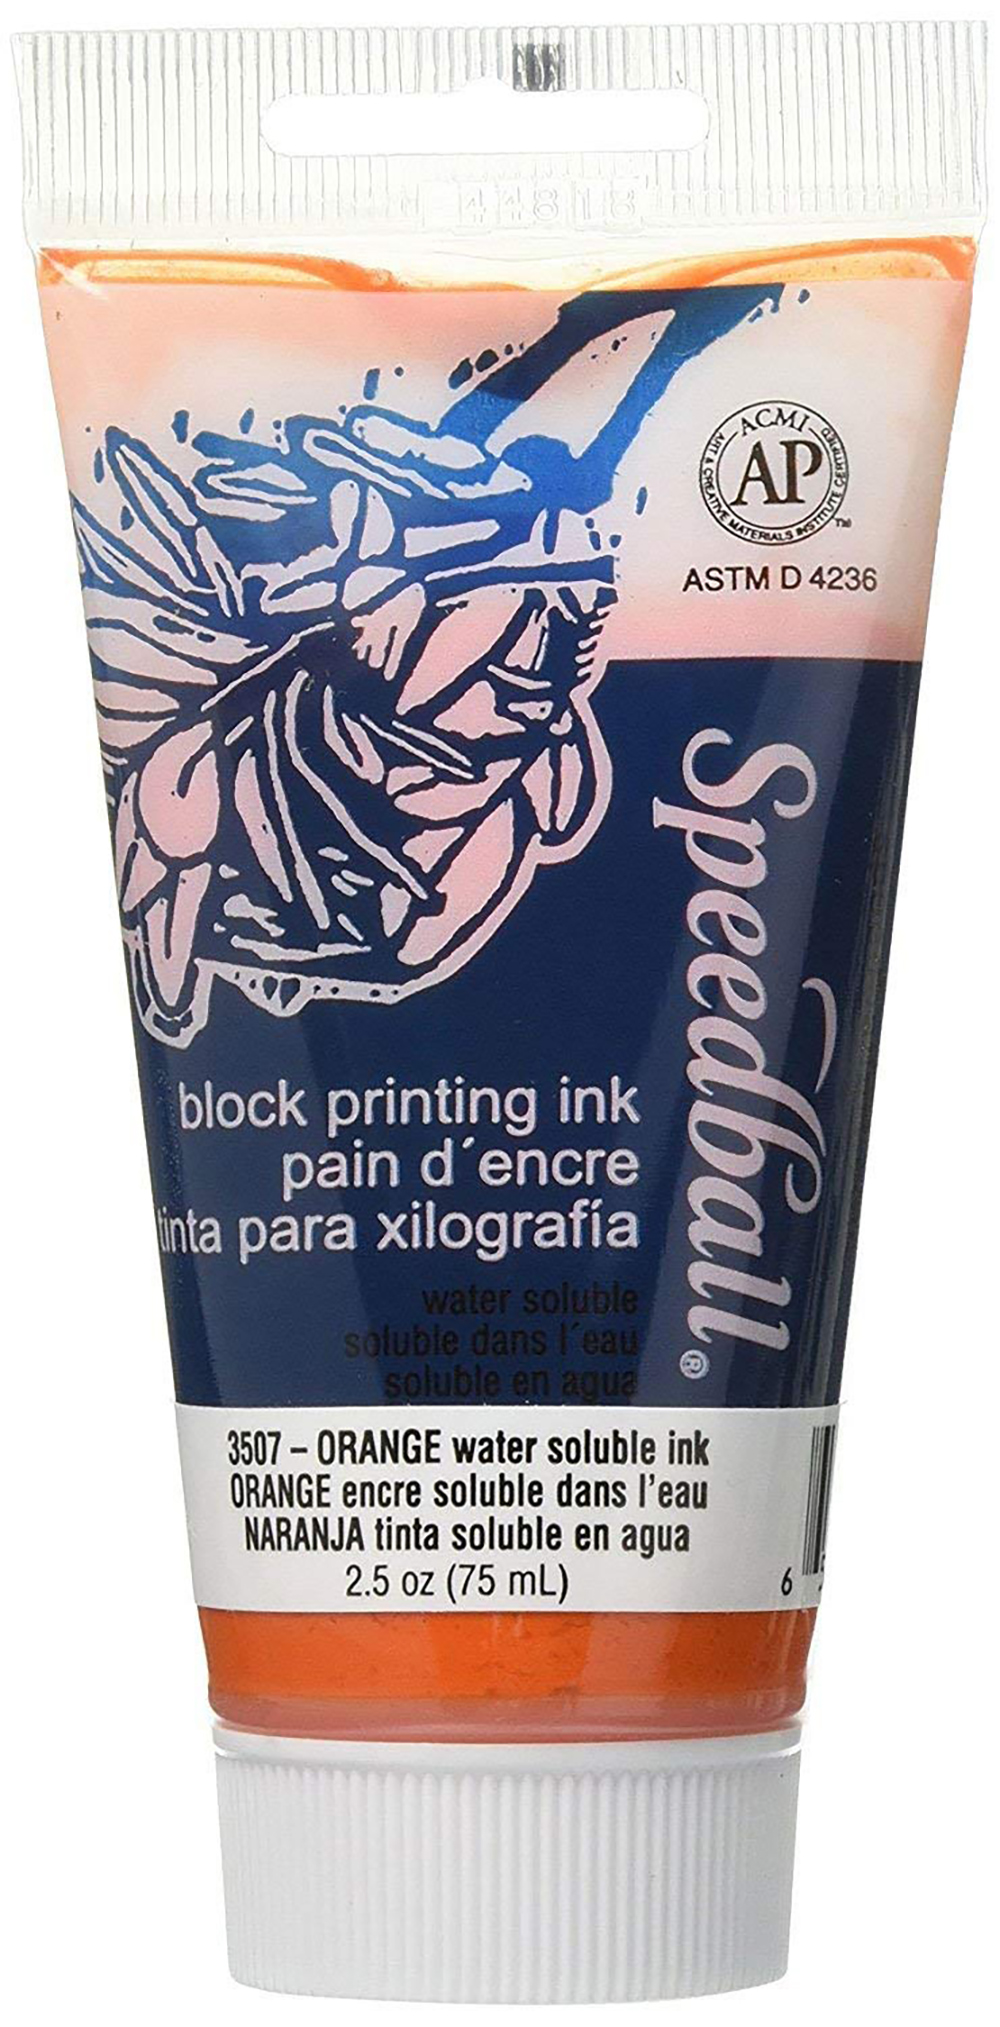 44818
ACMI
AP
ART & CREATIVE MATERIALS INSTITUTE CERTIFIED
TM
ASTM D 4236
Speedball®
block printing ink
pain d´encre
tinta para xilografía
water soluble
soluble dans l´eau
soluble en agua
3507 – ORANGE water soluble ink
ORANGE encre soluble dans l'eau
NARANJA tinta soluble en agua
2.5 oz (75 mL)
6